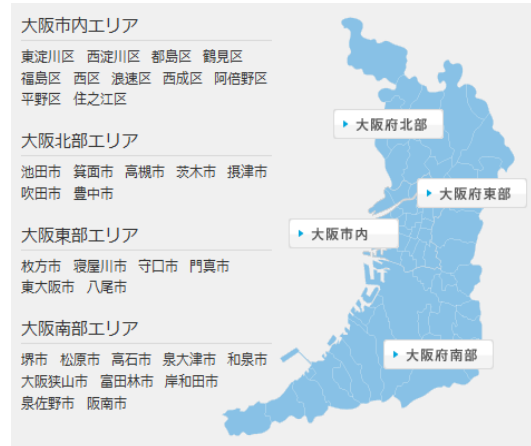 大阪市内エリア
東淀川区 西淀川区 都島区 鶴見区
福島区 西区 浪速区 西成区 阿倍野区
平野区 住之江区
大阪北部エリア
池田市 箕面市 高槻市 茨木市 摂津市
吹田市 豊中市
大阪東部エリア
枚方市 寝屋川市 守口市 門真市
東大阪市 八尾市
大阪南部エリア
堺市 松原市 高石市 泉大津市 和泉市
大阪狭山市 富田林市 岸和田市
泉佐野市 阪南市
大阪府北部
大阪府東部
大阪市内
大阪府南部